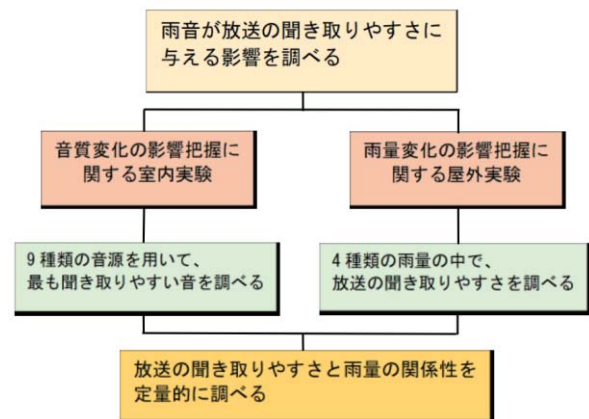 雨音が放送の聞き取りやすさに
与える影響を調べる
音質変化の影響把握に
関する室内実験
雨量変化の影響把握に
関する屋外実験
9種類の音源を用いて、
最も聞き取りやすい音を調べる
4種類の雨量の中で、
放送の聞き取りやすさを調べる
放送の聞き取りやすさと雨量の関係性を
定量的に調べる